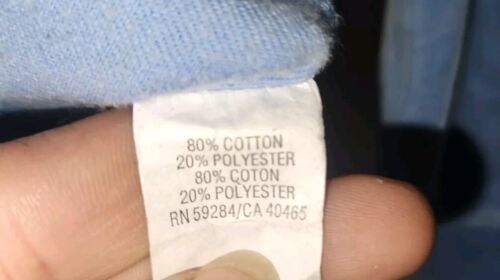 80% COTTON
20% POLYESTER
80% COTON
20% POLYESTER
RN 59284/CA 40465